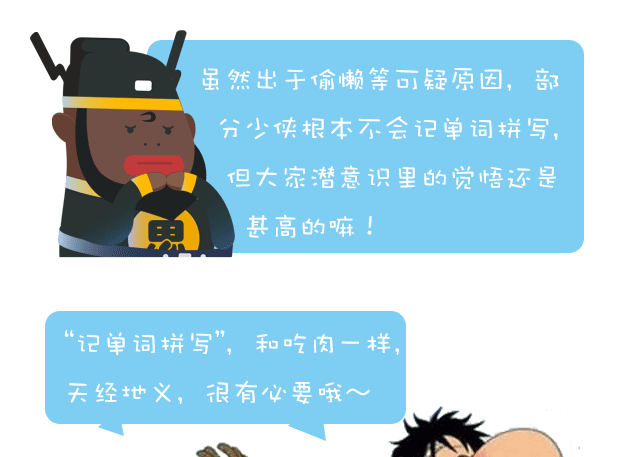 虽然出于偷懒等可疑原因，部
分少侠根本不会记单词拼写，
但大家潜意识里的觉悟还是
甚高的嘛！
“记单词拼写”，和吃肉一样，
天经地义，很有必要哦～